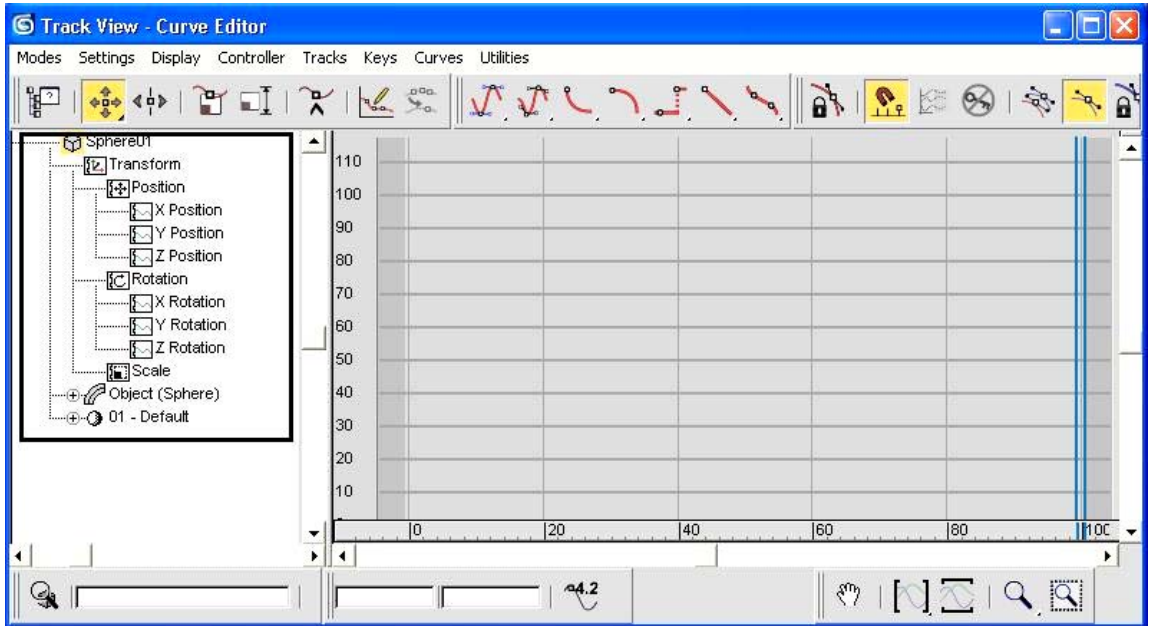 Track View - Curve Editor
Modes Settings Display Controller Tracks Keys Curves Utilities
Sphere01
Transform
Position
X Position
Y Position
Z Position
Rotation
X Rotation
Y Rotation
Z Rotation
Scale
Object (Sphere)
01 - Default
110
100
90
80
70
60
50
40
30
20
10
0 20 40 60 80 100
4.2